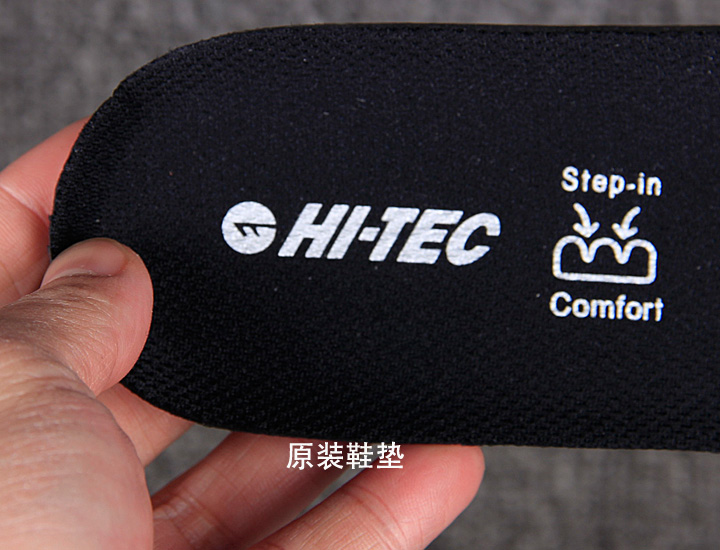 HI-TEC
Step-in
Comfort
原装鞋垫